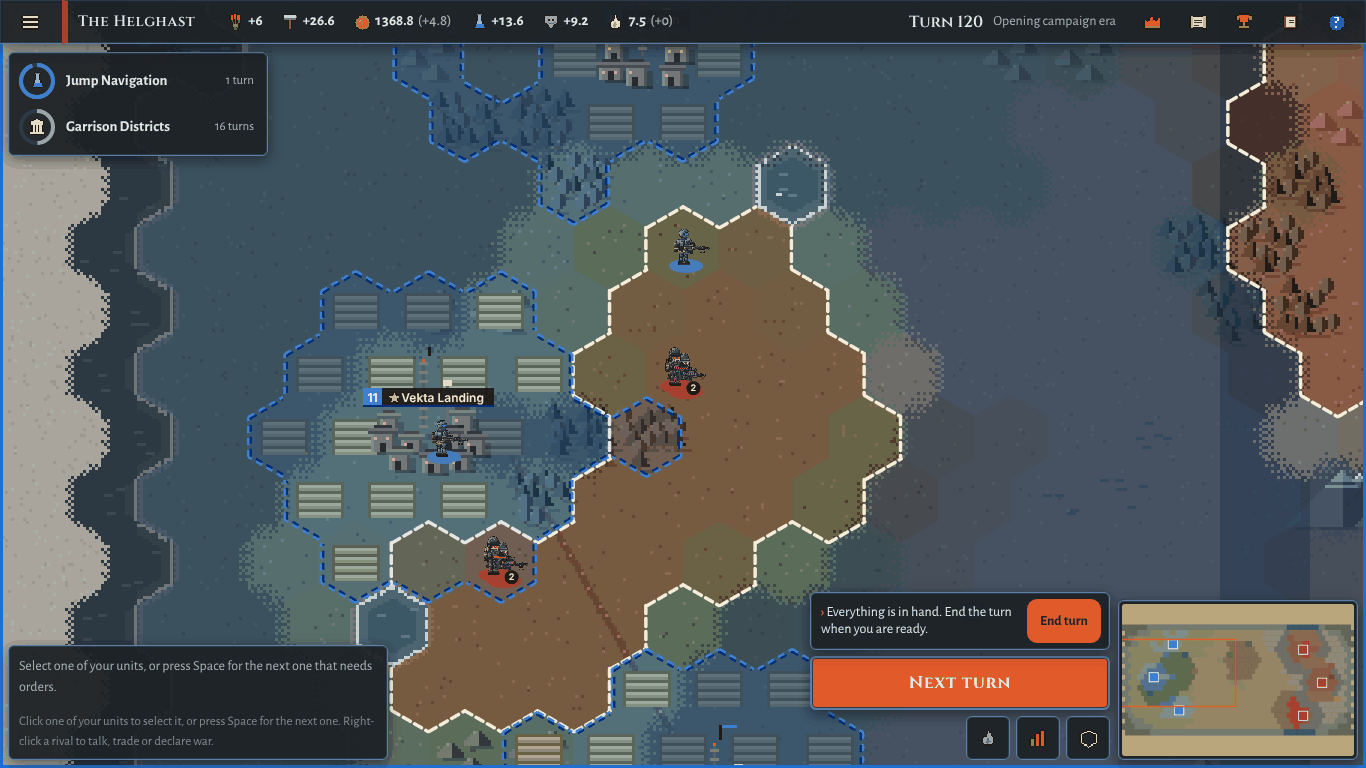 The Helghast
+6
+26.6
1368.8 (+4.8)
+13.6
+9.2
7.5 (+0)
Turn 120
Opening campaign era
?
Jump Navigation
1 turn
Garrison Districts
16 turns
2
11 ★ Vekta Landing
2
› Everything is in hand. End the turn
when you are ready.
End turn
Next turn
Select one of your units, or press Space for the next one that needs
orders.
Click one of your units to select it, or press Space for the next one. Right-
click a rival to talk, trade or declare war.